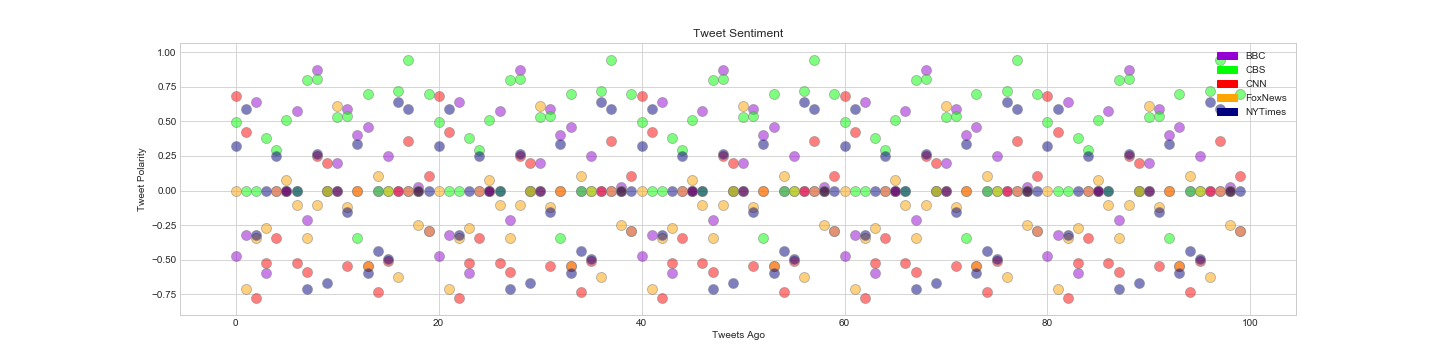 Tweet Sentiment
1.00
0.75
0.50
0.25
0.00
−0.25
−0.50
−0.75
Tweet Polarity
0
20
40
60
80
100
Tweets Ago
BBC
CBS
CNN
FoxNews
NYTimes